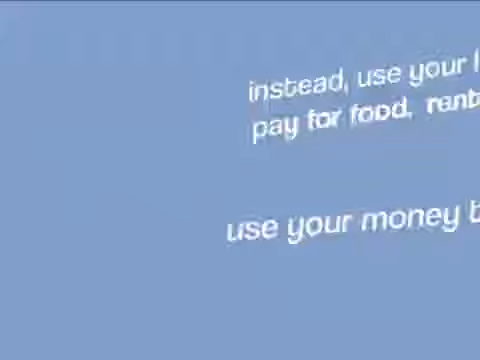 instead, use your
pay for food, rent
use your money